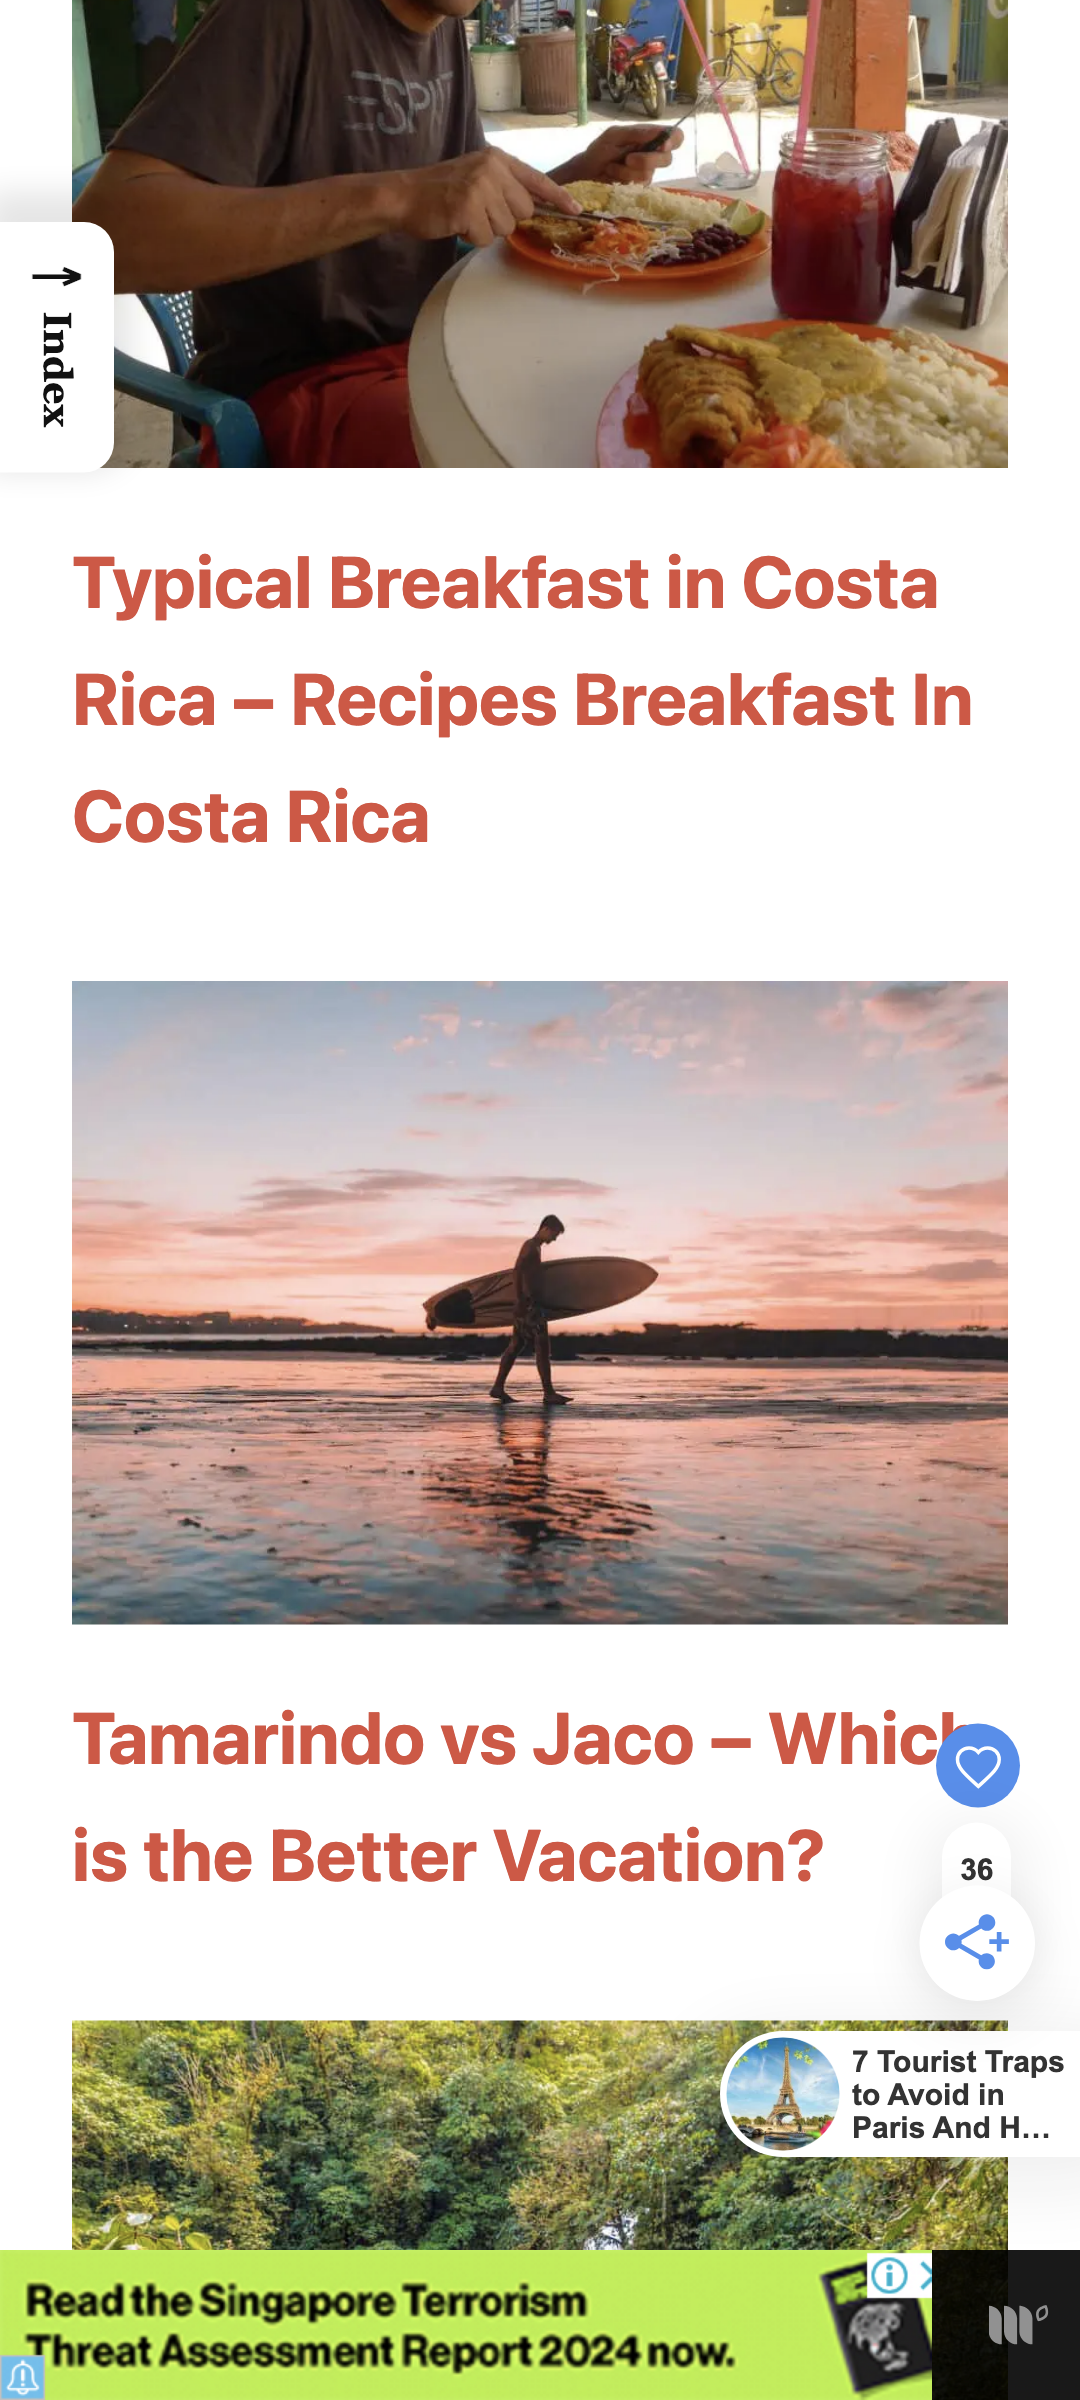 ESPRIT
Index
Typical Breakfast in Costa
Rica – Recipes Breakfast In
Costa Rica
Tamarindo vs Jaco – Which
is the Better Vacation?
36
7 Tourist Traps
to Avoid in
Paris And H...
Read the Singapore Terrorism
Threat Assessment Report 2024 now.